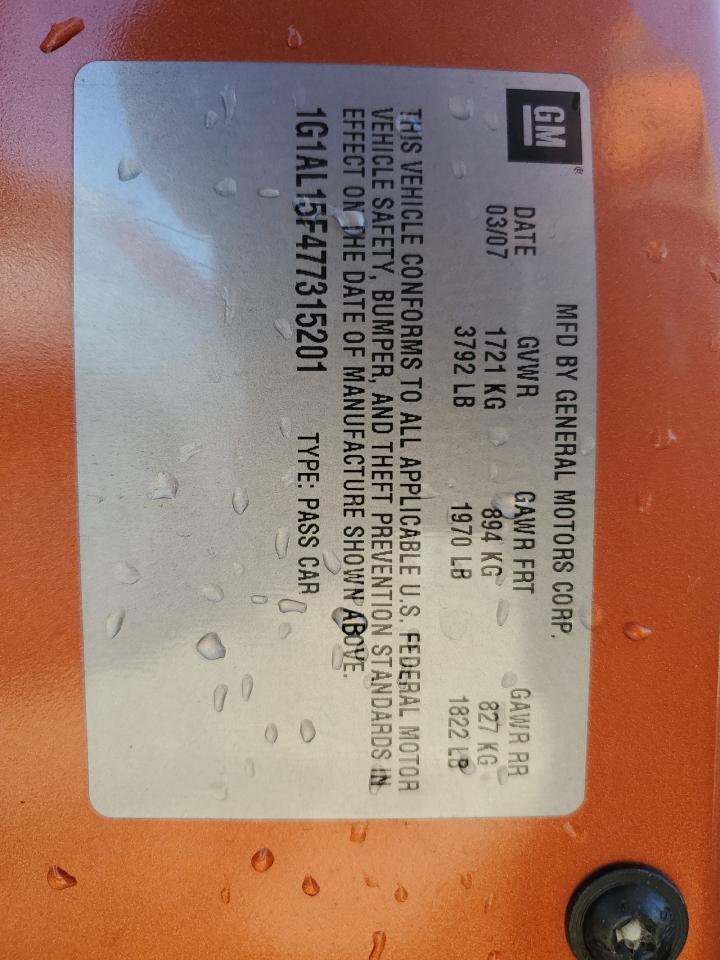 GM®
MFD BY GENERAL MOTORS CORP.
DATE GVWR GAWR FRT GAWR RR
03/07 1721 KG 894 KG 827 KG
3792 LB 1970 LB 1822 LB
THIS VEHICLE CONFORMS TO ALL APPLICABLE U.S. FEDERAL MOTOR
VEHICLE SAFETY, BUMPER, AND THEFT PREVENTION STANDARDS IN
EFFECT ON THE DATE OF MANUFACTURE SHOWN ABOVE.
1G1AL15F477315201 TYPE: PASS CAR